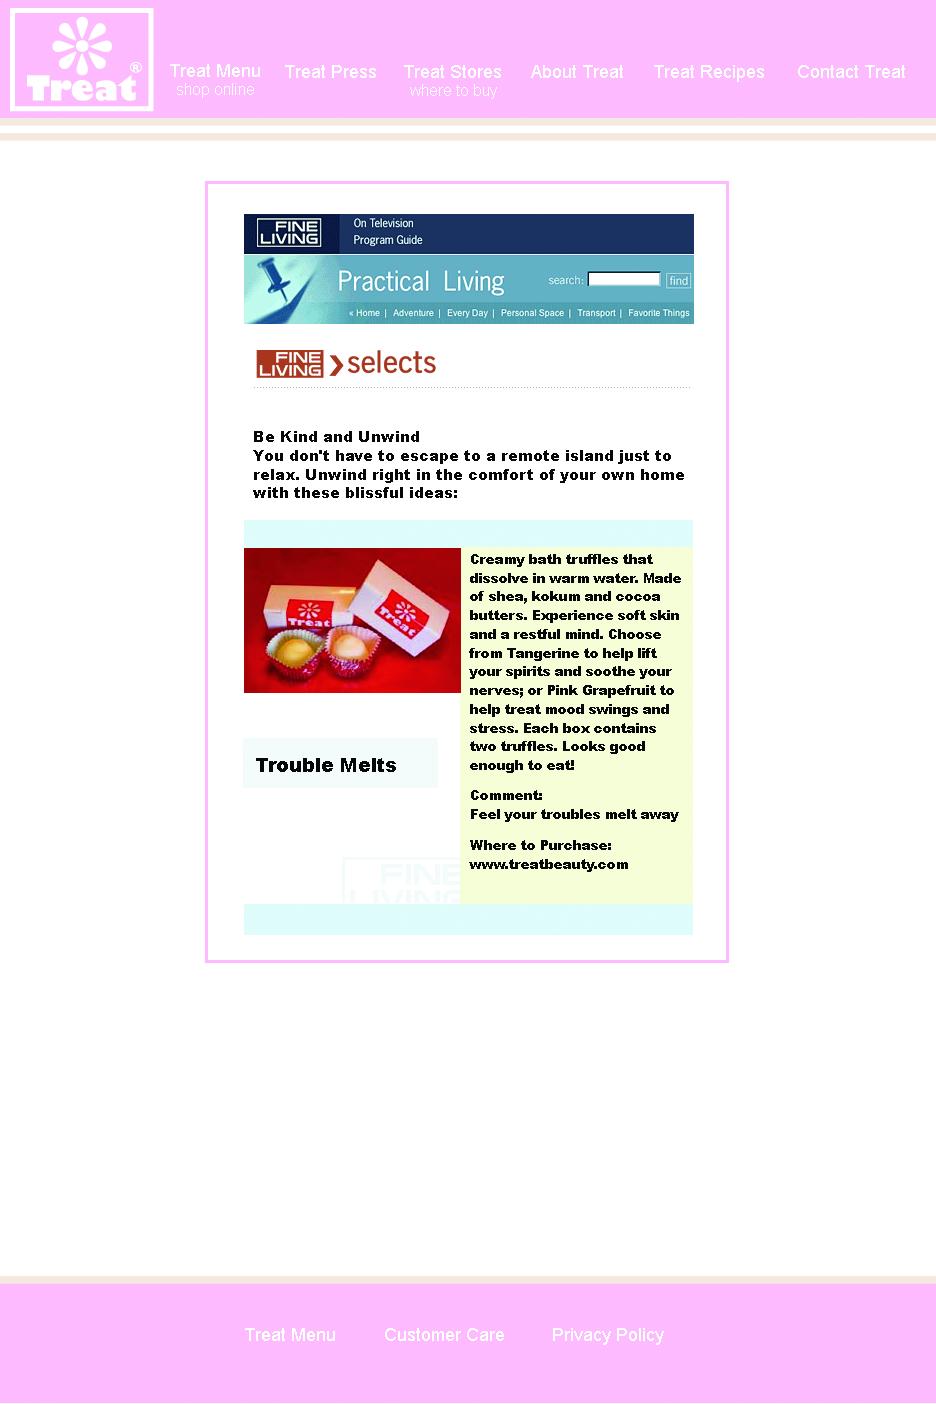 Treat®
Treat Menu
shop online
Treat Press
Treat Stores
where to buy
About Treat
Treat Recipes
Contact Treat
FINE
LIVING
On Television
Program Guide
Practical Living
search:
find
« Home | Adventure | Every Day | Personal Space | Transport | Favorite Things
FINE
LIVING
selects
Be Kind and Unwind
You don't have to escape to a remote island just to
relax. Unwind right in the comfort of your own home
with these blissful ideas:
Treat
Treat
Trouble Melts
Creamy bath truffles that
dissolve in warm water. Made
of shea, kokum and cocoa
butters. Experience soft skin
and a restful mind. Choose
from Tangerine to help lift
your spirits and soothe your
nerves; or Pink Grapefruit to
help treat mood swings and
stress. Each box contains
two truffles. Looks good
enough to eat!
Comment:
Feel your troubles melt away
Where to Purchase:
www.treatbeauty.com
FINE
LIVING
Treat Menu
Customer Care
Privacy Policy